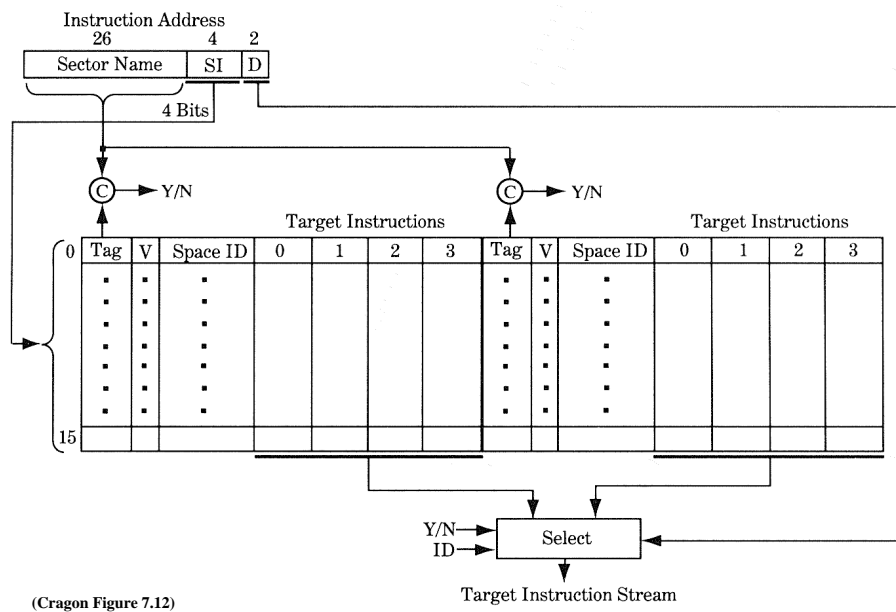 Instruction Address
26 4 2
Sector Name SI D
4 Bits
C Y/N C Y/N
Target Instructions Target Instructions
0 Tag V Space ID 0 1 2 3 Tag V Space ID 0 1 2 3
15
Y/N
ID
Select
Target Instruction Stream
(Cragon Figure 7.12)